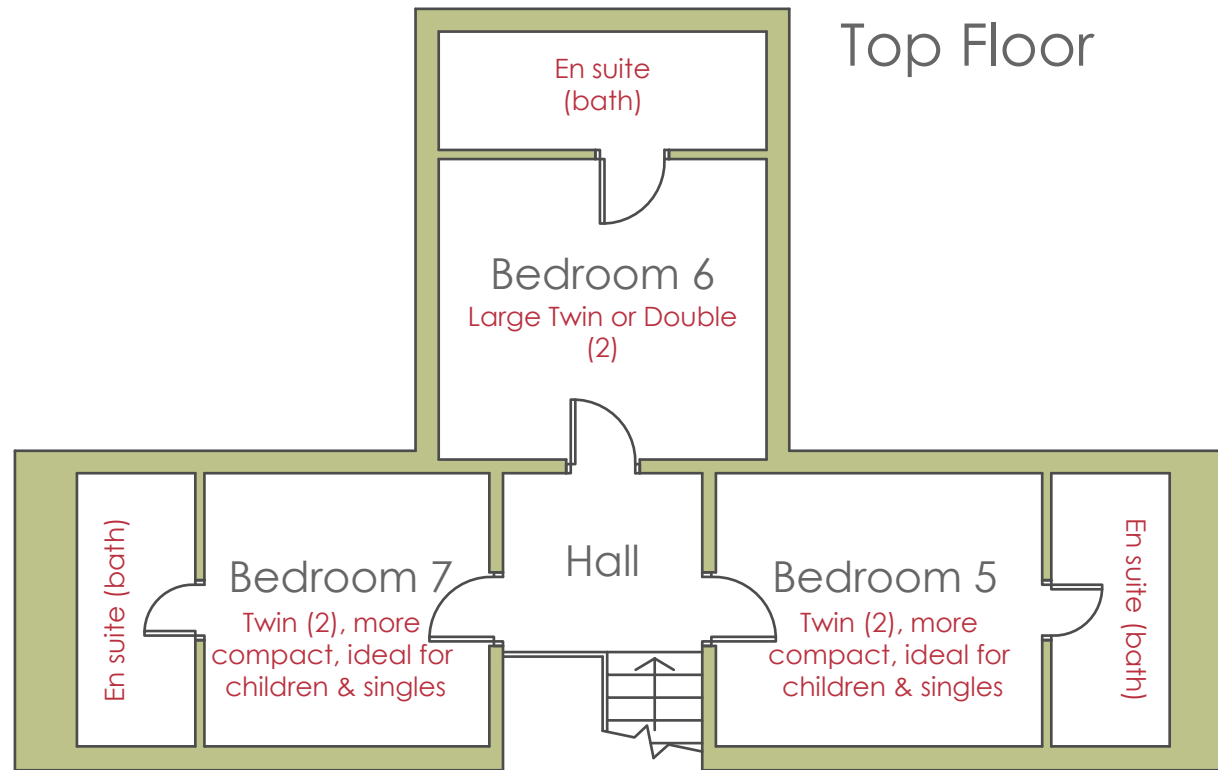 Top Floor
En suite
(bath)
Bedroom 6
Large Twin or Double
(2)
En suite (bath)
Bedroom 7
Twin (2), more
compact, ideal for
children & singles
Hall
Bedroom 5
Twin (2), more
compact, ideal for
children & singles
En suite (bath)